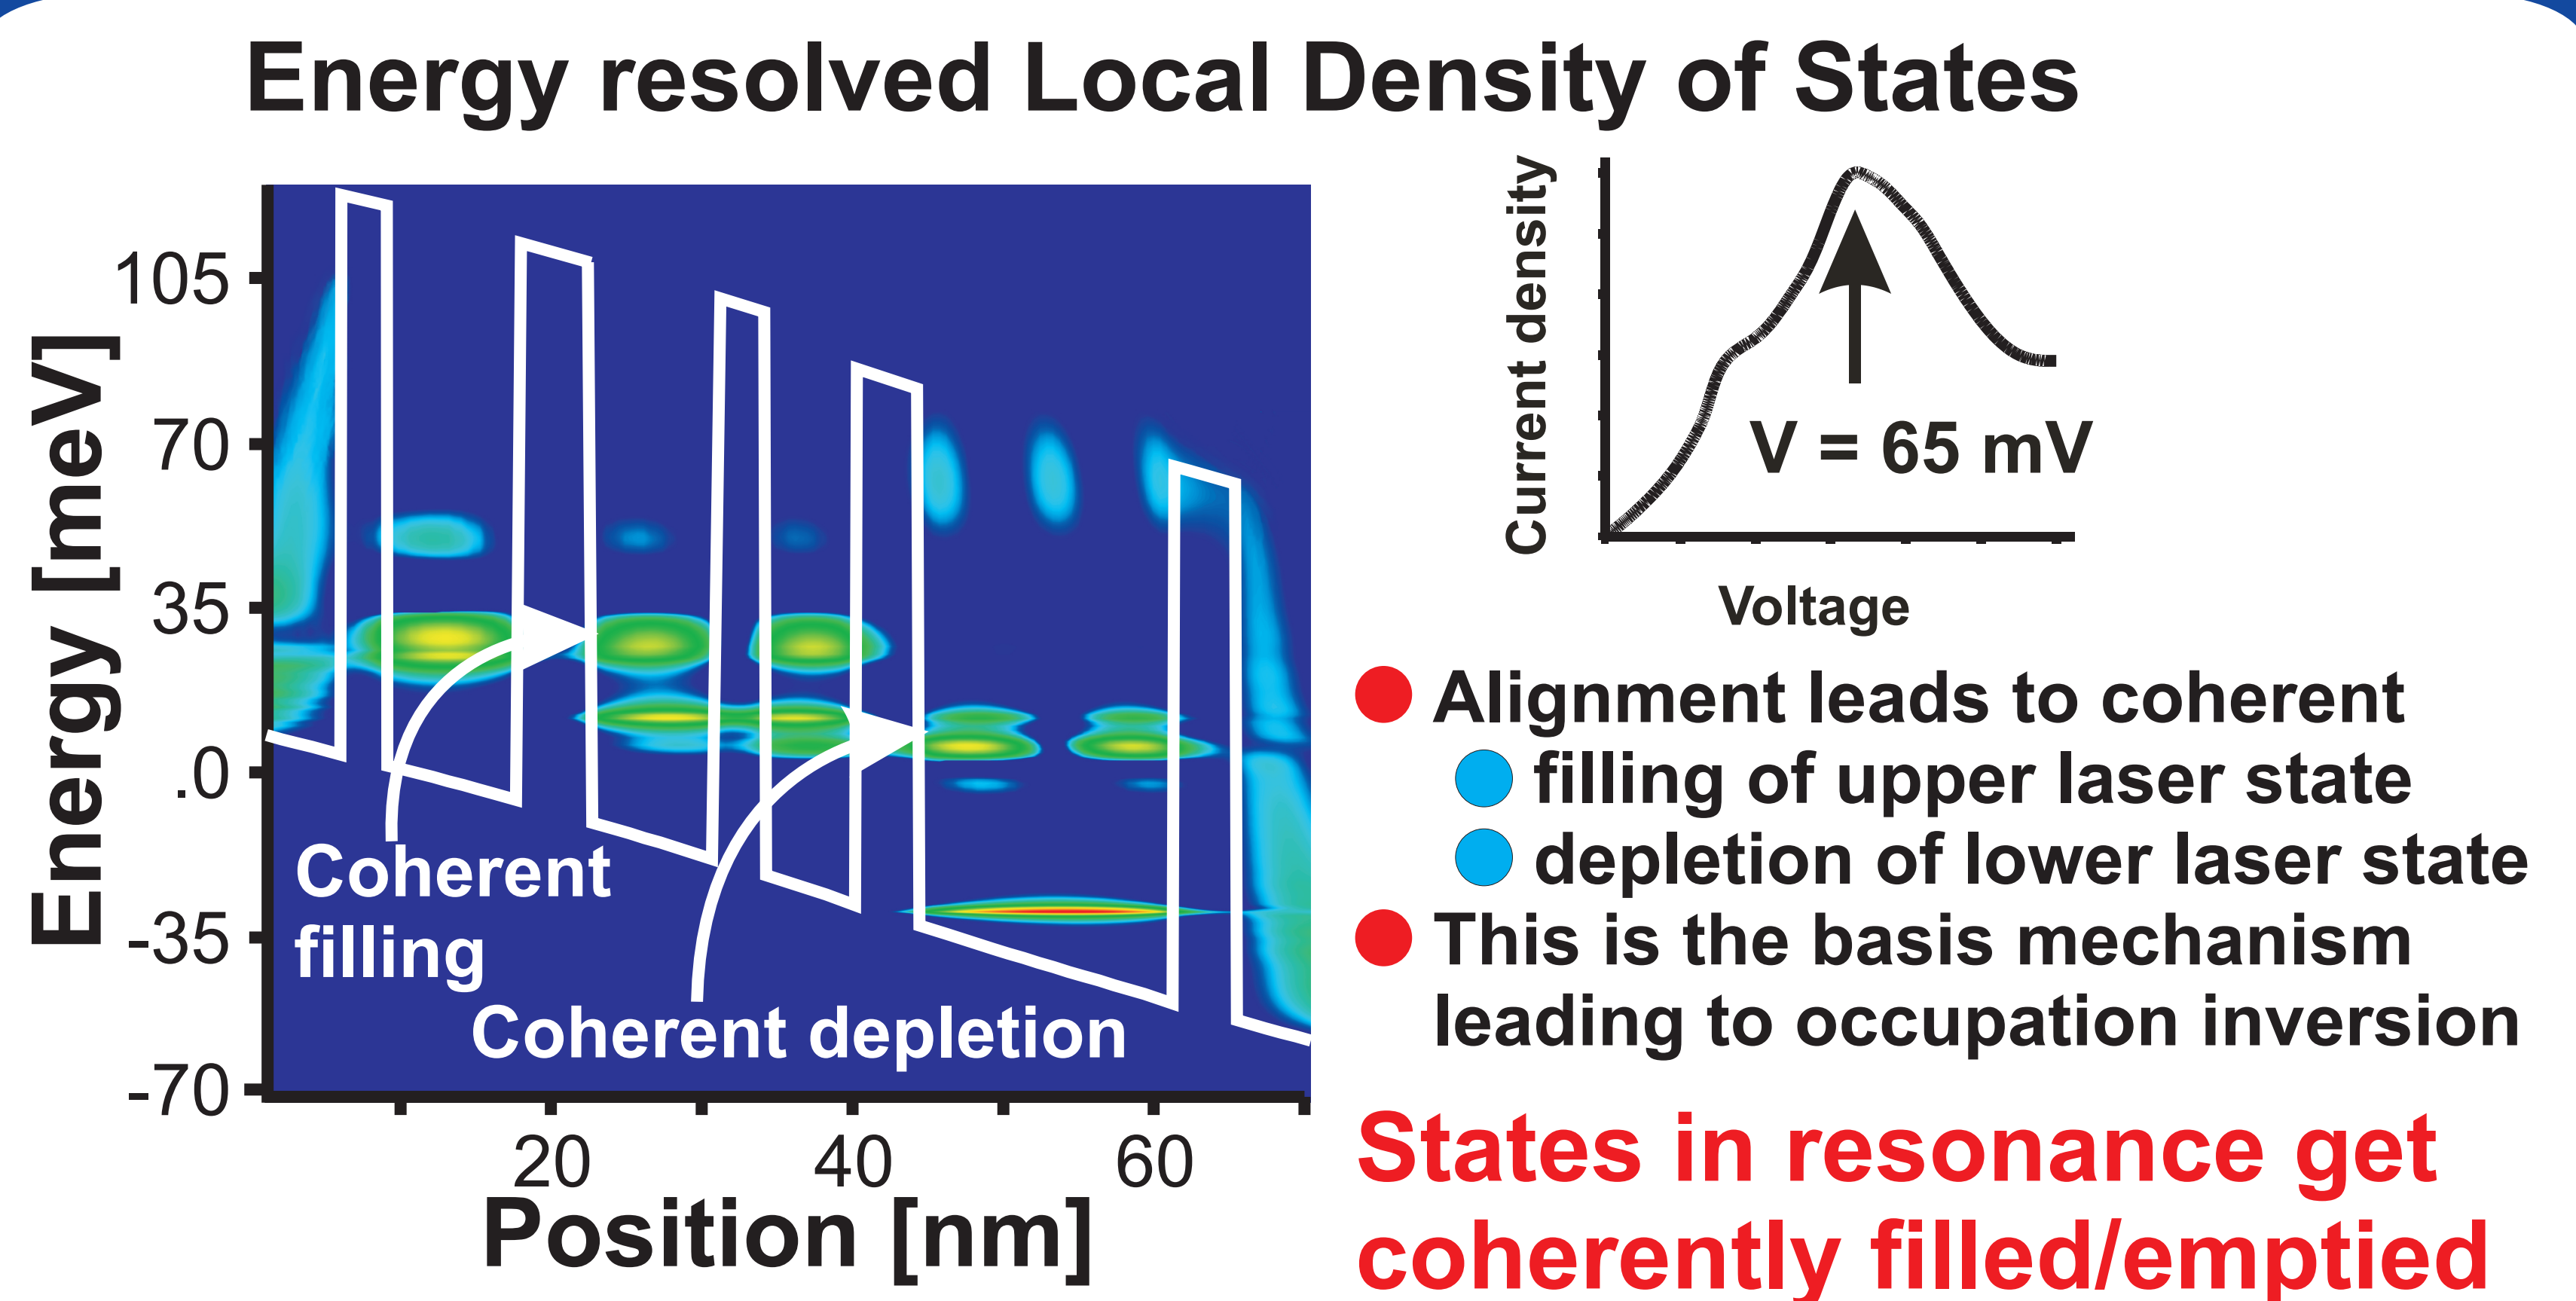 Energy resolved Local Density of States
Energy [meV]
105
70
35
.0
-35
-70
Coherent
filling
Coherent depletion
20
40
60
Position [nm]
Current density
V = 65 mV
Voltage
Alignment leads to coherent
filling of upper laser state
depletion of lower laser state
This is the basis mechanism
leading to occupation inversion
States in resonance get
coherently filled/emptied